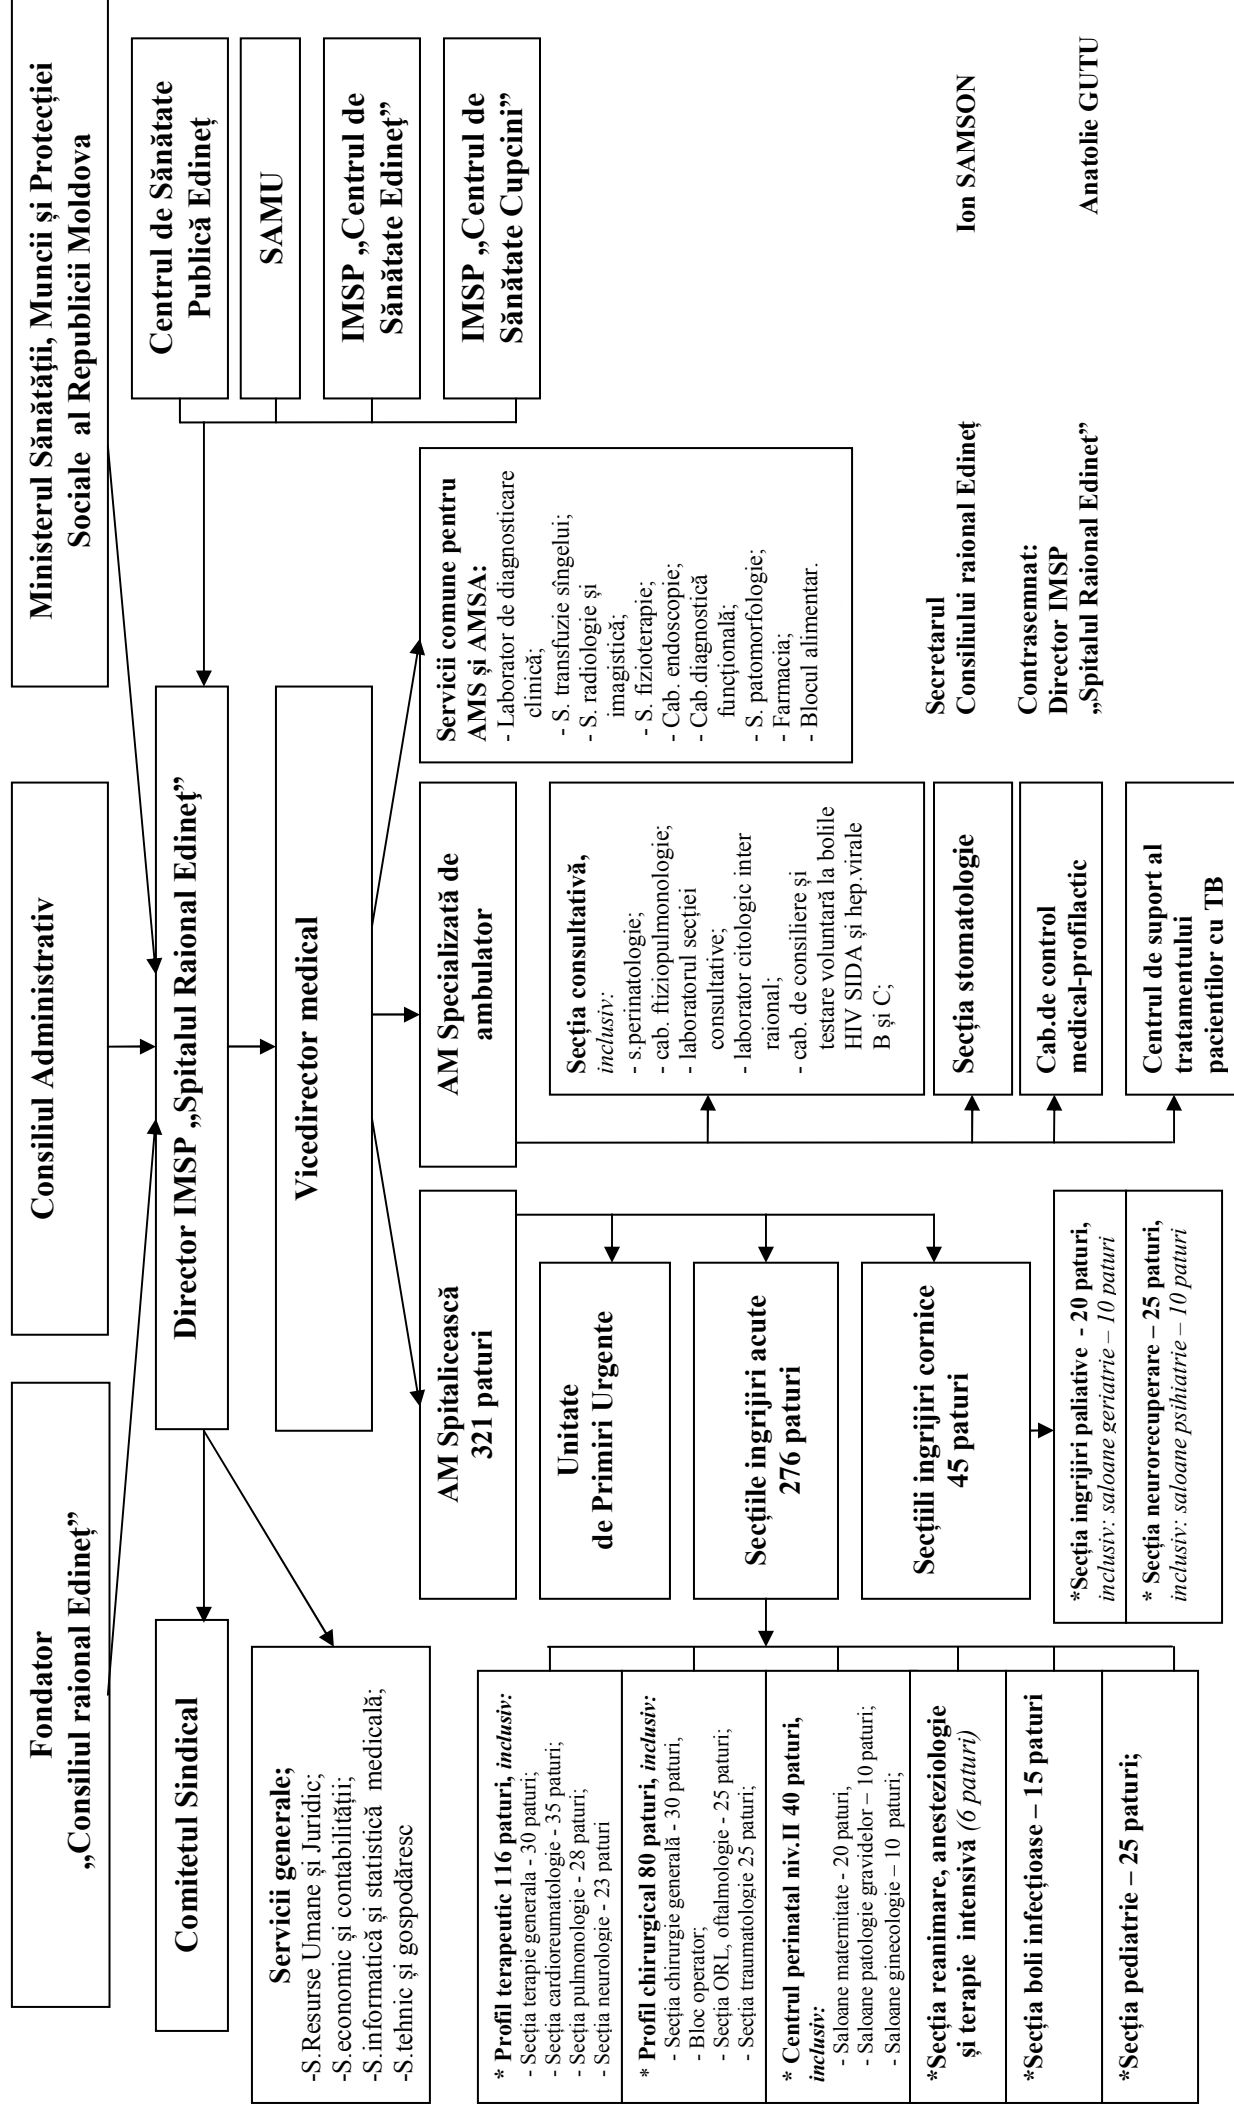 Fondator
„Consiliul raional Edineț”
Consiliul Administrativ
Ministerul Sănătății, Muncii și Protecției
Sociale al Republicii Moldova
Comitetul Sindical
Director IMSP „Spitalul Raional Edineț”
Centrul de Sănătate
Publică Edineț
SAMU
IMSP „Centrul de
Sănătate Edineț”
IMSP „Centrul de
Sănătate Cupcini”
Servicii generale;
-S.Resurse Umane și Juridic;
-S.economic și contabilității;
-S.informatică și statistică medicală;
-S.tehnic și gospodăresc
Vicedirector medical
AM Spitalicească
321 paturi
AM Specializată de
ambulator
Servicii comune pentru
AMS și AMSA:
- Laborator de diagnosticare
clinică;
- S. transfuzie sîngelui;
- S. radiologie și
imagistică;
- S. fizioterapie;
- Cab. endoscopie;
- Cab.diagnostică
funcțională;
- S. patomorfologie;
- Farmacia;
- Blocul alimentar.
Unitate
de Primiri Urgente
Secțiile ingrijiri acute
276 paturi
Secțiili ingrijiri cornice
45 paturi
Secția consultativă,
inclusiv:
- s.perinatologie;
- cab. ftiziopulmonologie;
- laboratorul secției
consultative;
- laborator citologic inter
raional;
- cab. de consiliere și
testare voluntară la bolile
HIV SIDA și hep.virale
B și C;
Secția stomatologie
Cab.de control
medical-profilactic
Centrul de suport al
tratamentului
pacientilor cu TB
* Profil terapeutic 116 paturi, inclusiv:
- Secția terapie generala - 30 paturi;
- Secția cardioreumatologie - 35 paturi;
- Secția pulmonologie - 28 paturi;
- Secția neurologie - 23 paturi
* Profil chirurgical 80 paturi, inclusiv:
- Secția chirurgie generală - 30 paturi,
- Bloc operator;
- Secția ORL, oftalmologie - 25 paturi;
- Secția traumatologie 25 paturi;
* Centrul perinatal niv.II 40 paturi,
inclusiv:
- Saloane maternitate - 20 paturi,
- Saloane patologie gravidelor – 10 paturi;
- Saloane ginecologie – 10 paturi;
*Secția reanimare, anesteziologie
și terapie intensivă (6 paturi)
*Secția boli infecțioase – 15 paturi
*Secția pediatrie – 25 paturi;
*Secția ingrijiri paliative - 20 paturi,
inclusiv: saloane geriatrie – 10 paturi
* Secția neurorecuperare – 25 paturi,
inclusiv: saloane psihiatrie – 10 paturi
Secretarul
Consiliului raional Edineț
Ion SAMSON
Contrasemnat:
Director IMSP
„Spitalul Raional Edinet”
Anatolie GUTU